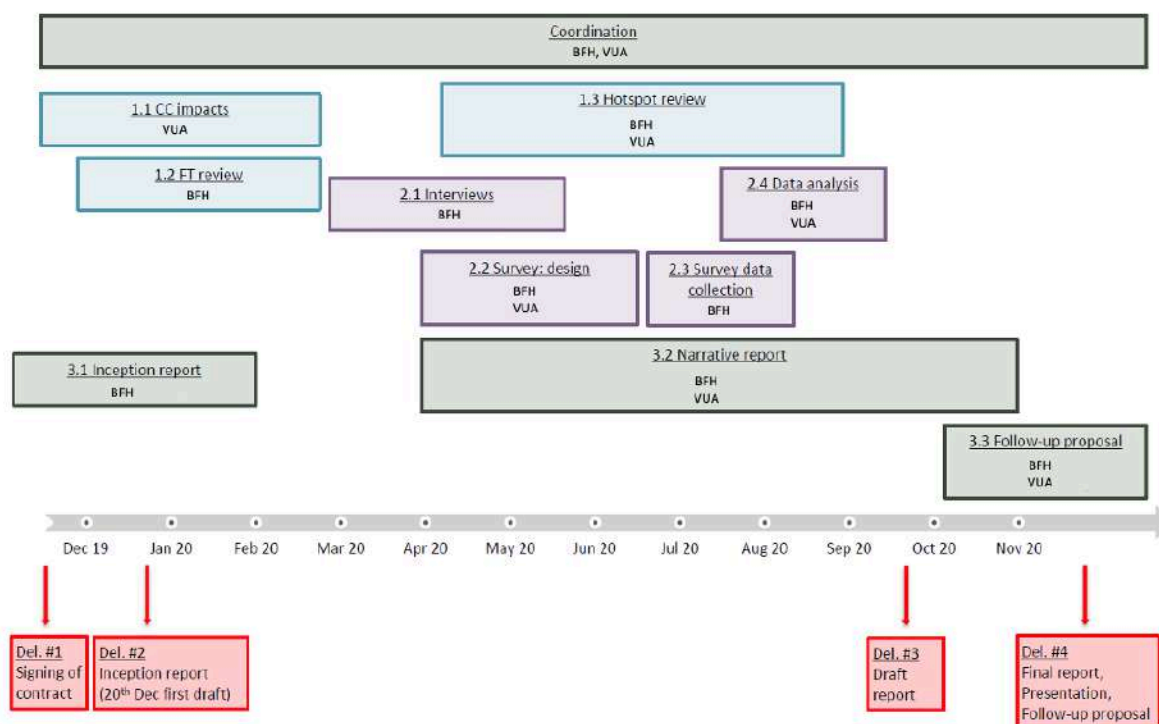 Coordination
BFH, VUA
1.1 CC impacts
VUA
1.3 Hotspot review
BFH
VUA
1.2 FT review
BFH
2.1 Interviews
BFH
2.4 Data analysis
BFH
VUA
2.2 Survey: design
BFH
VUA
2.3 Survey data
collection
BFH
3.1 Inception report
BFH
3.2 Narrative report
BFH
VUA
3.3 Follow-up proposal
BFH
VUA
Dec 19 Jan 20 Feb 20 Mar 20 Apr 20 May 20 Jun 20 Jul 20 Aug 20 Sep 20 Oct 20 Nov 20
Del. #1
Signing of
contract
Del. #2
Inception report
(20th Dec first draft)
Del. #3
Draft
report
Del. #4
Final report,
Presentation,
Follow-up proposal